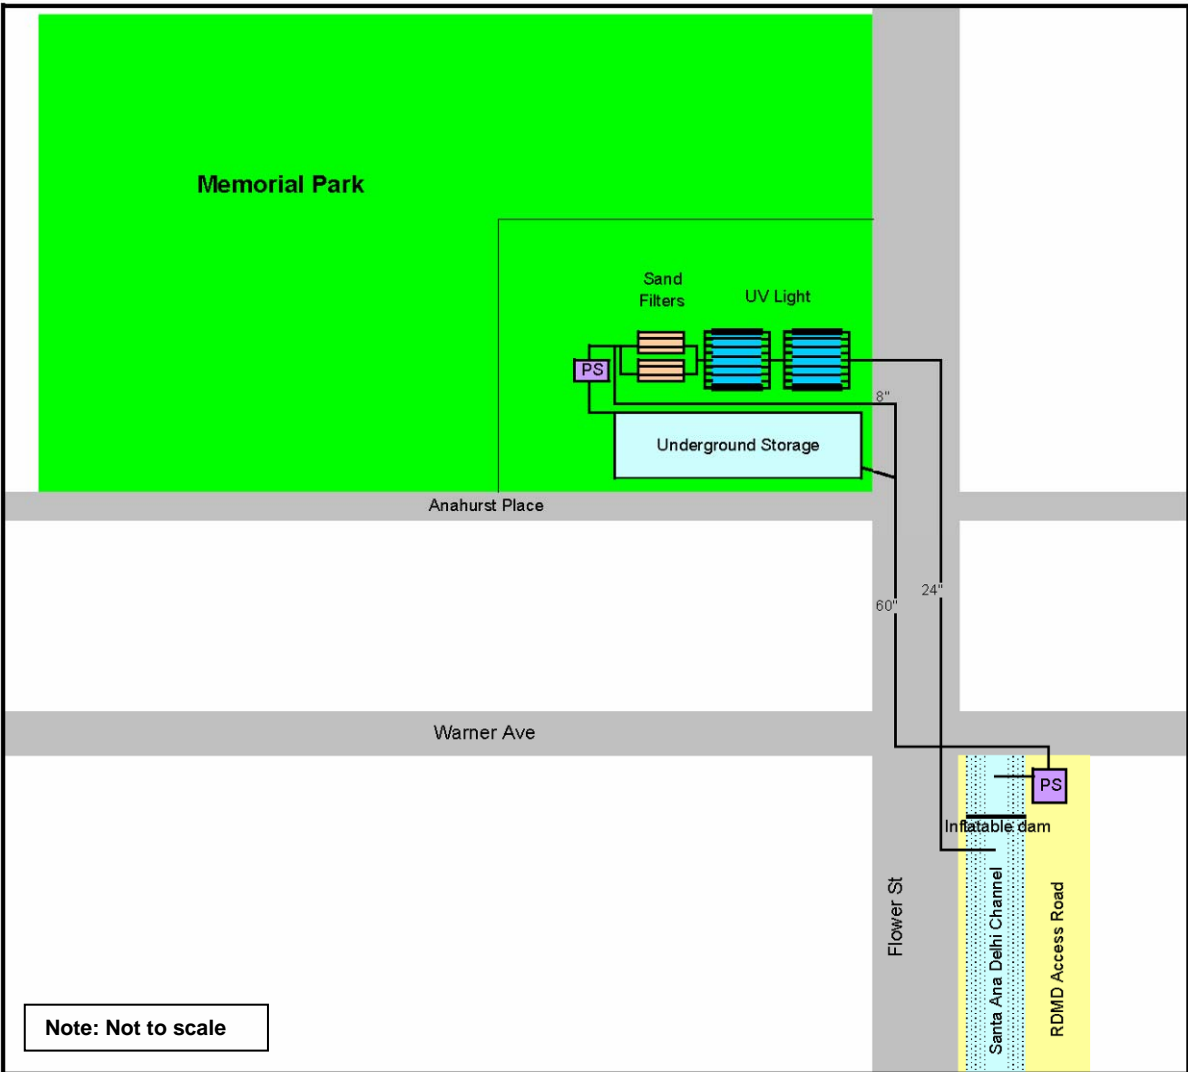 Memorial Park
Sand
Filters
UV Light
PS
8"
Underground Storage
Anahurst Place
24"
60"
Warner Ave
PS
Inflatable dam
Flower St
Santa Ana Delhi Channel
RDMD Access Road
Note: Not to scale